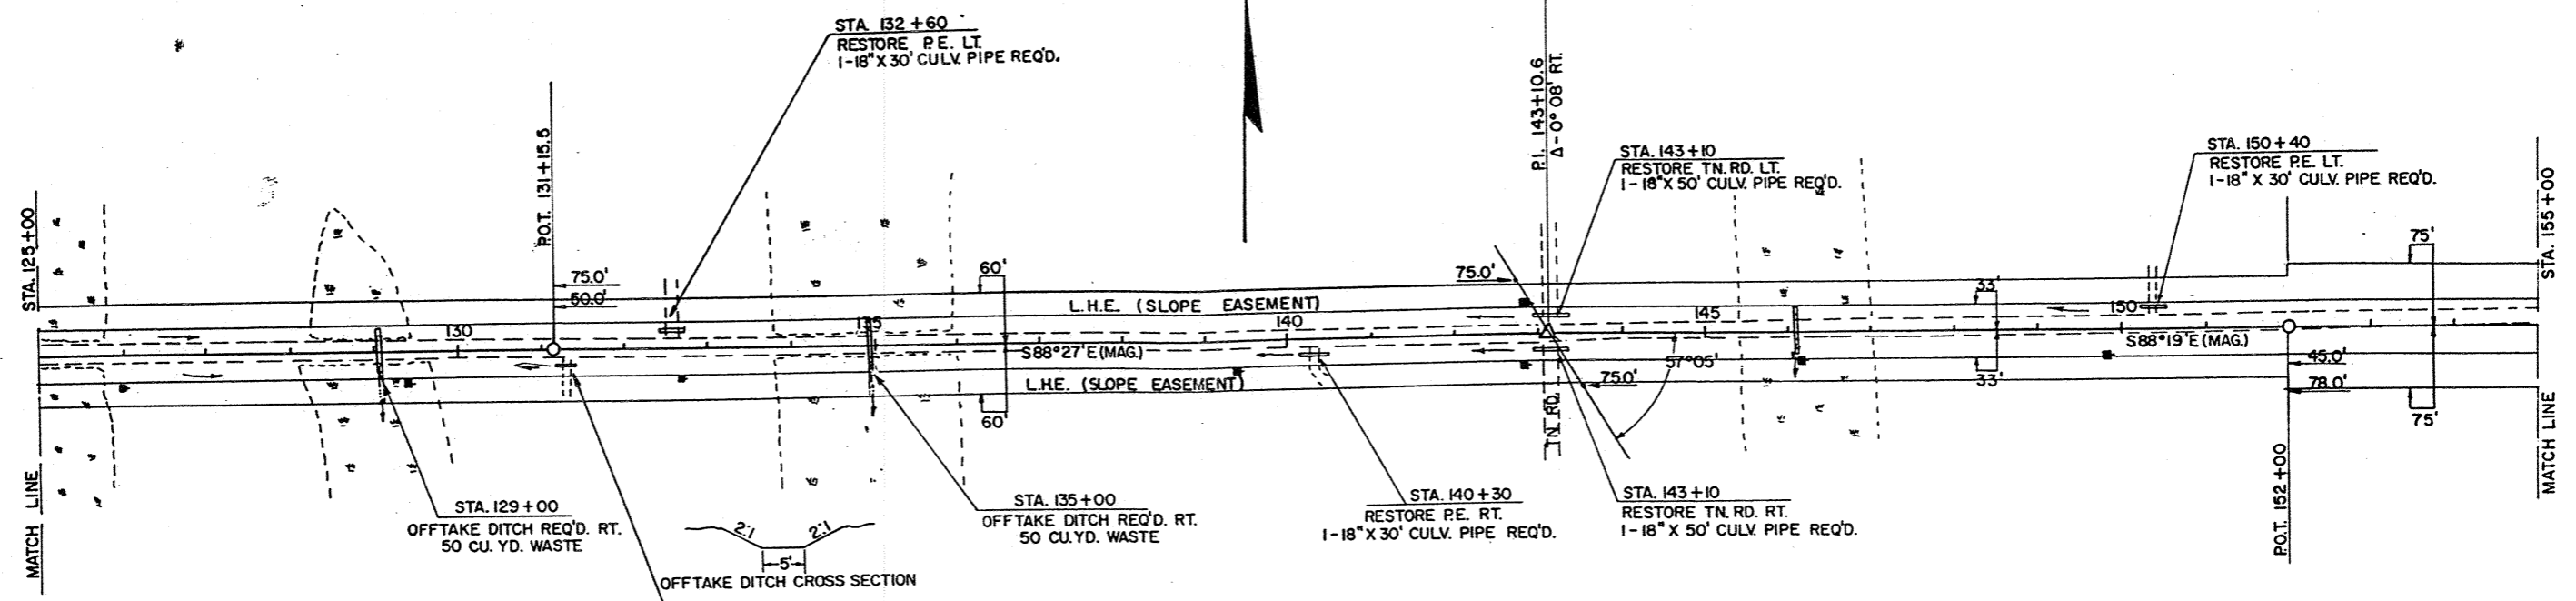 STA. 132+60
RESTORE P.E. LT.
1-18" X 30' CULV. PIPE REQ'D.
P.I. 143+10.6
Δ-0° 08' RT.
STA. 143+10
RESTORE TN. RD. LT.
1-18" X 50' CULV. PIPE REQ'D.
STA. 150+40
RESTORE P.E. LT.
1-18" X 30' CULV. PIPE REQ'D.
STA. 125+00
MATCH LINE
P.O.T. 131+15.5
75.0'
50.0'
60'
75.0'
33'
75'
STA. 155+00
MATCH LINE
L.H.E. (SLOPE EASEMENT)
130
135
140
145
150
S88°27'E (MAG.)
S88°19'E (MAG.)
L.H.E. (SLOPE EASEMENT)
60'
75.0'
57°05'
33'
45.0'
78.0'
75'
TN. RD.
P.O.T. 152+00
STA. 129+00
OFFTAKE DITCH REQ'D. RT.
50 CU. YD. WASTE
2:1
2:1
5'
OFFTAKE DITCH CROSS SECTION
STA. 135+00
OFFTAKE DITCH REQ'D. RT.
50 CU. YD. WASTE
STA. 140+30
RESTORE P.E. RT.
1-18" X 30' CULV. PIPE REQ'D.
STA. 143+10
RESTORE TN. RD. RT.
1-18" X 50' CULV. PIPE REQ'D.